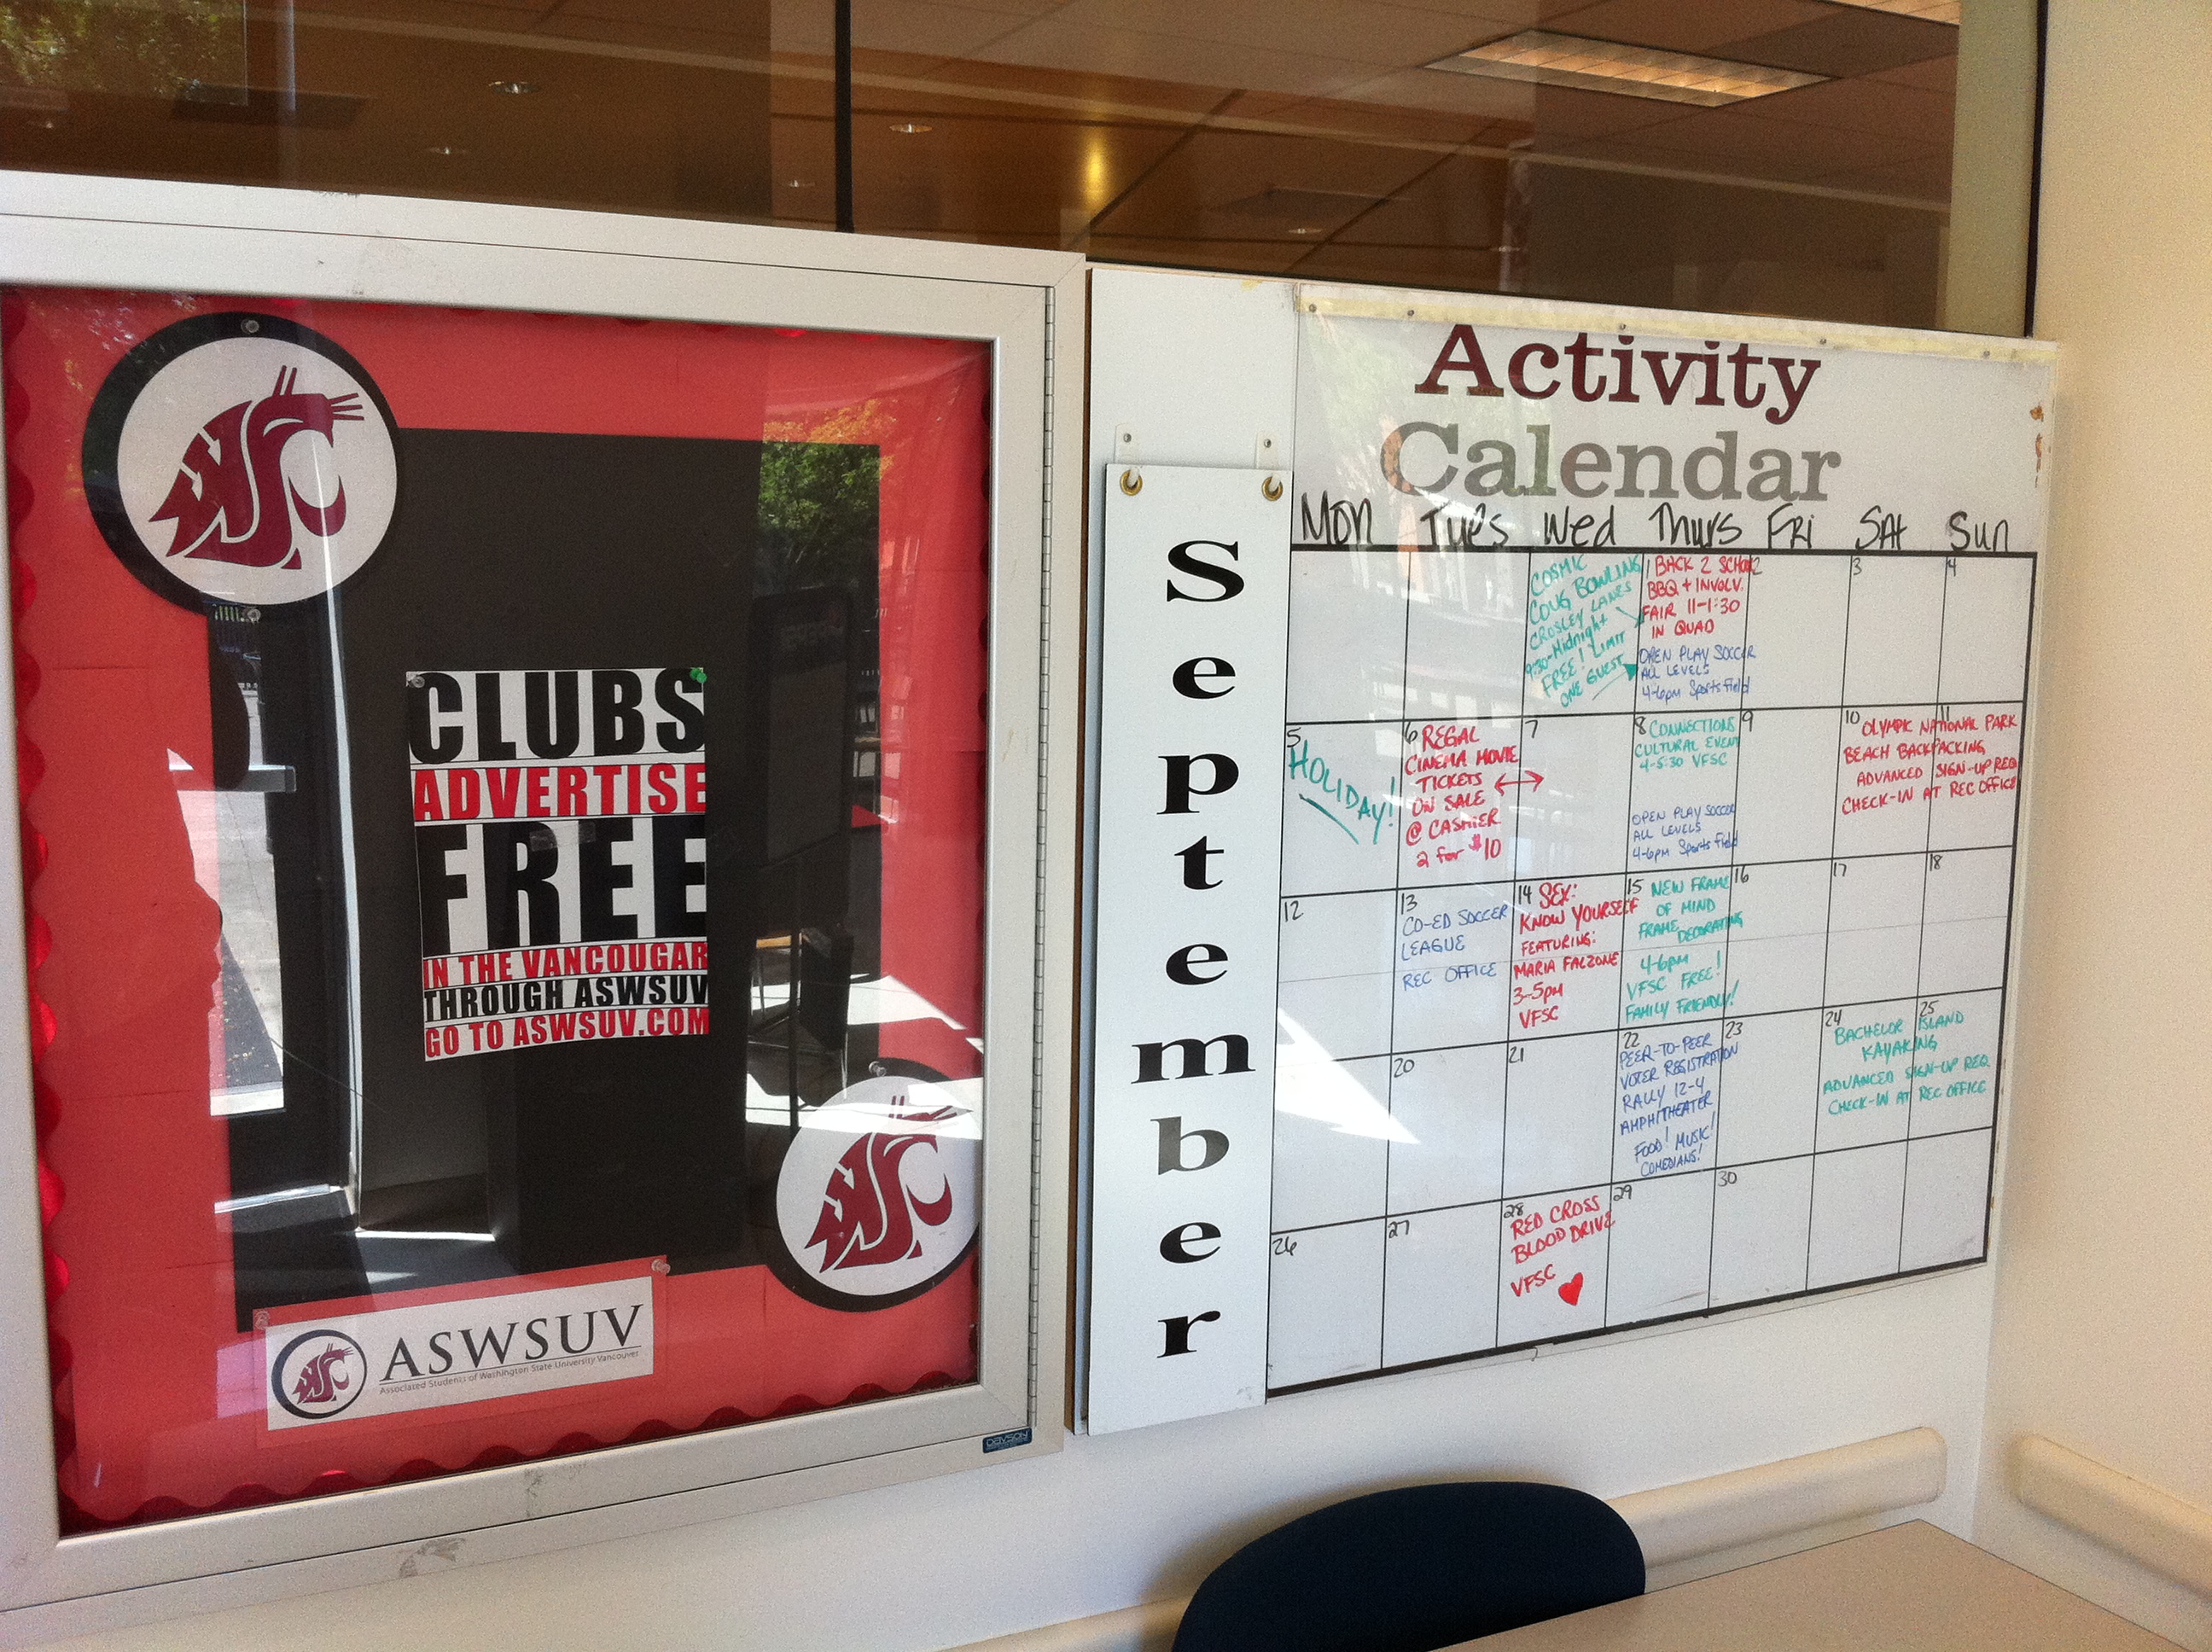 CLUBS
ADVERTISE
FREE
IN THE VANCOUGAR
THROUGH ASWSUV
GO TO ASWSUV.COM
ASWSUV
Associated Students of Washington State University Vancouver
September
Activity
Calendar
Mon Tues Wed Thurs Fri Sat Sun
COSMIC
COUG BOWLING
CROSLEY LANES
9:30-Midnight
FREE! LIMIT
ONE GUEST
1 BACK 2 SCHOO
BBQ + INVOLV.
FAIR 11-1:30
IN QUAD
OPEN PLAY SOCCER
ALL LEVELS
4-6pm Sports Field
2
3
4
5
HOLIDAY!
6 REGAL
CINEMA MOVIE
TICKETS
ON SALE
@ CASHIER
2 for $10
7
8 CONNECTIONS
CULTURAL EVENT
4-5:30 VFSC
OPEN PLAY SOCCER
ALL LEVELS
4-6pm Sports Field
9
10 11
OLYMPIC NATIONAL PARK
BEACH BACKPACKING
ADVANCED SIGN-UP REQ
CHECK-IN AT REC OFFICE
12
13
CO-ED SOCCER
LEAGUE
REC OFFICE
14 SEX:
KNOW YOURSELF
FEATURING:
MARIA FALZONE
3-5pm
VFSC
15 NEW FRAME
OF MIND
FRAME DECORATING
4-6pm
VFSC FREE!
FAMILY FRIENDLY!
16
17
18
20
21
22
PEER-TO-PEER
VOTER REGISTRATION
RALLY 12-4
AMPHITHEATER
FOOD! MUSIC!
COMEDIANS!
23
24 25
BACHELOR ISLAND
KAYAKING
ADVANCED SIGN-UP REQ
CHECK-IN AT REC OFFICE
26
27
28
RED CROSS
BLOOD DRIVE
VFSC
29
30